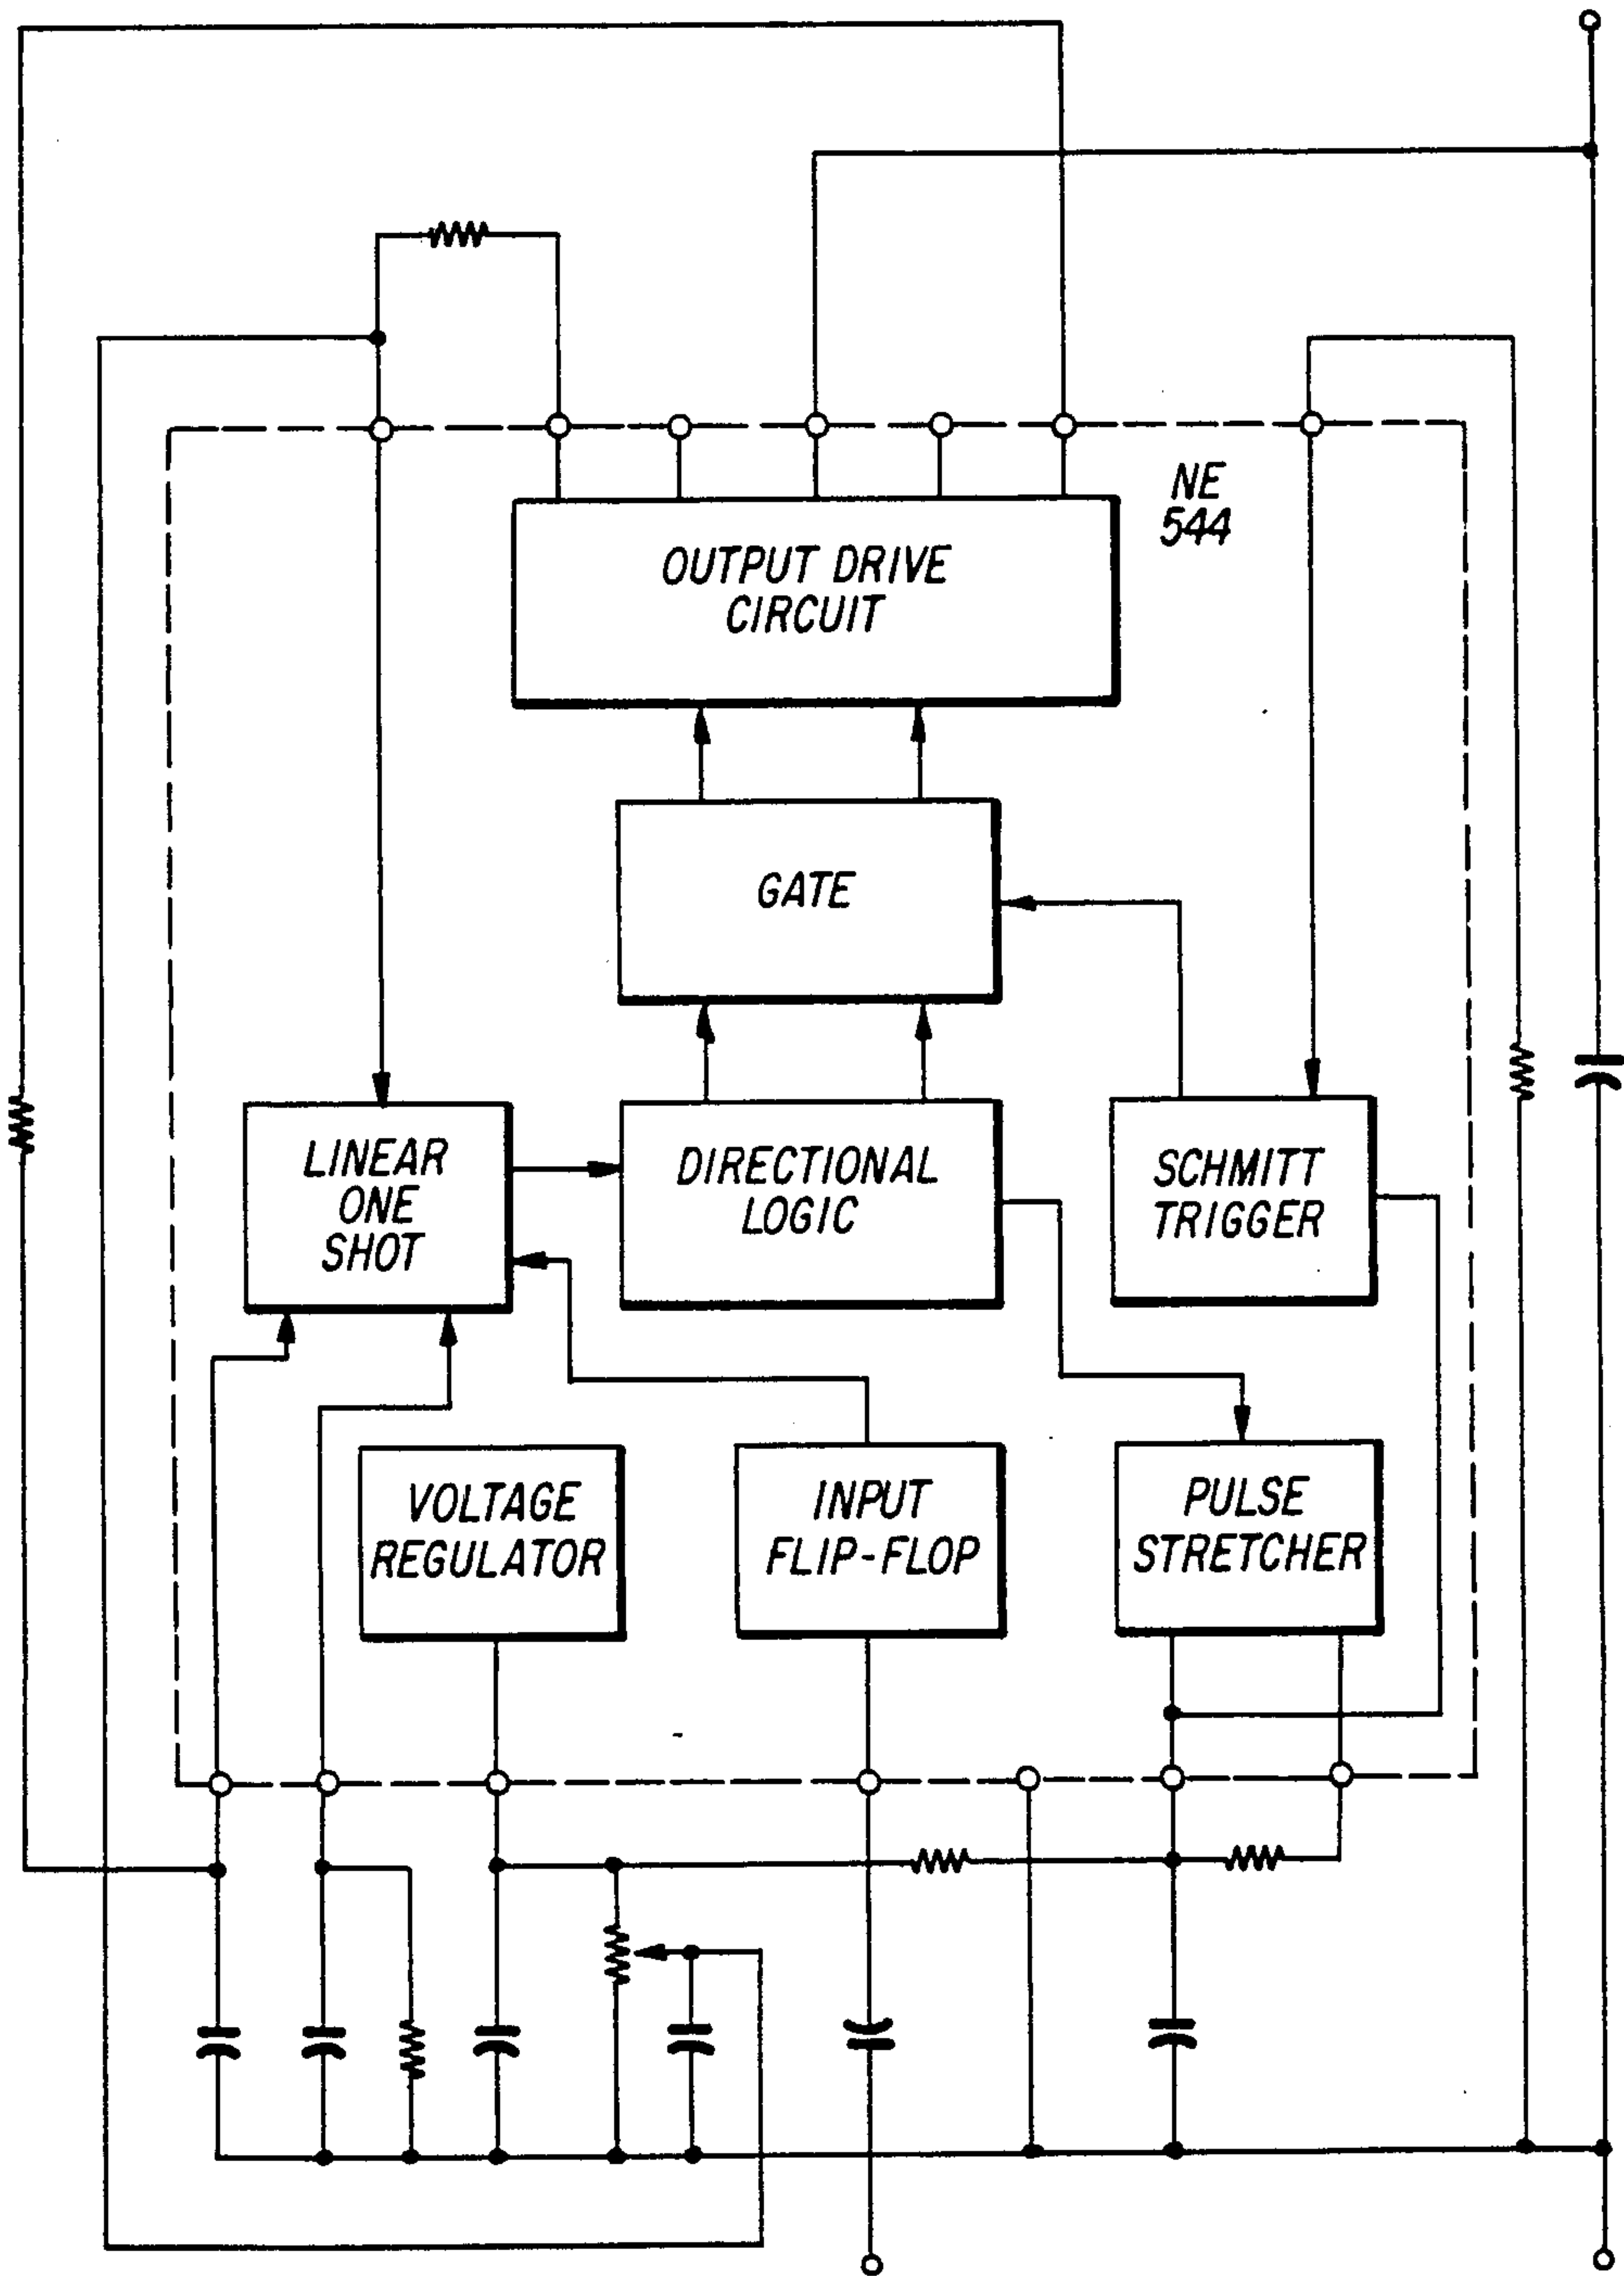 NE
544
OUTPUT DRIVE
CIRCUIT
GATE
LINEAR
ONE
SHOT
DIRECTIONAL
LOGIC
SCHMITT
TRIGGER
VOLTAGE
REGULATOR
INPUT
FLIP-FLOP
PULSE
STRETCHER